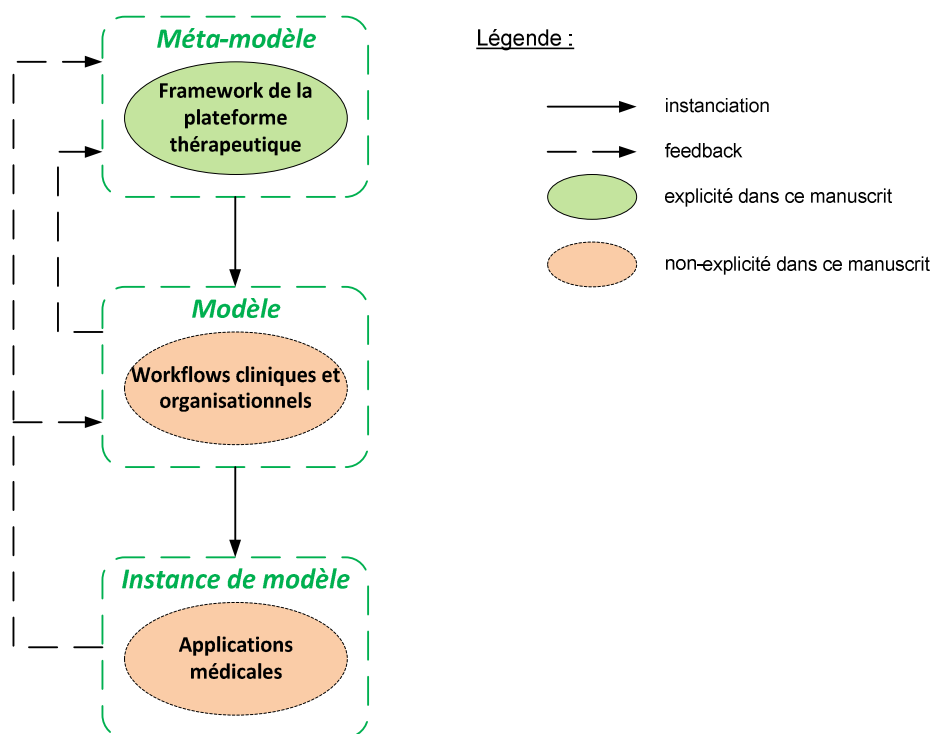 Méta-modèle
Framework de la
plateforme
thérapeutique
Modèle
Workflows cliniques et
organisationnels
Instance de modèle
Applications
médicales
Légende :
instanciation
feedback
explicité dans ce manuscrit
non-explicité dans ce manuscrit